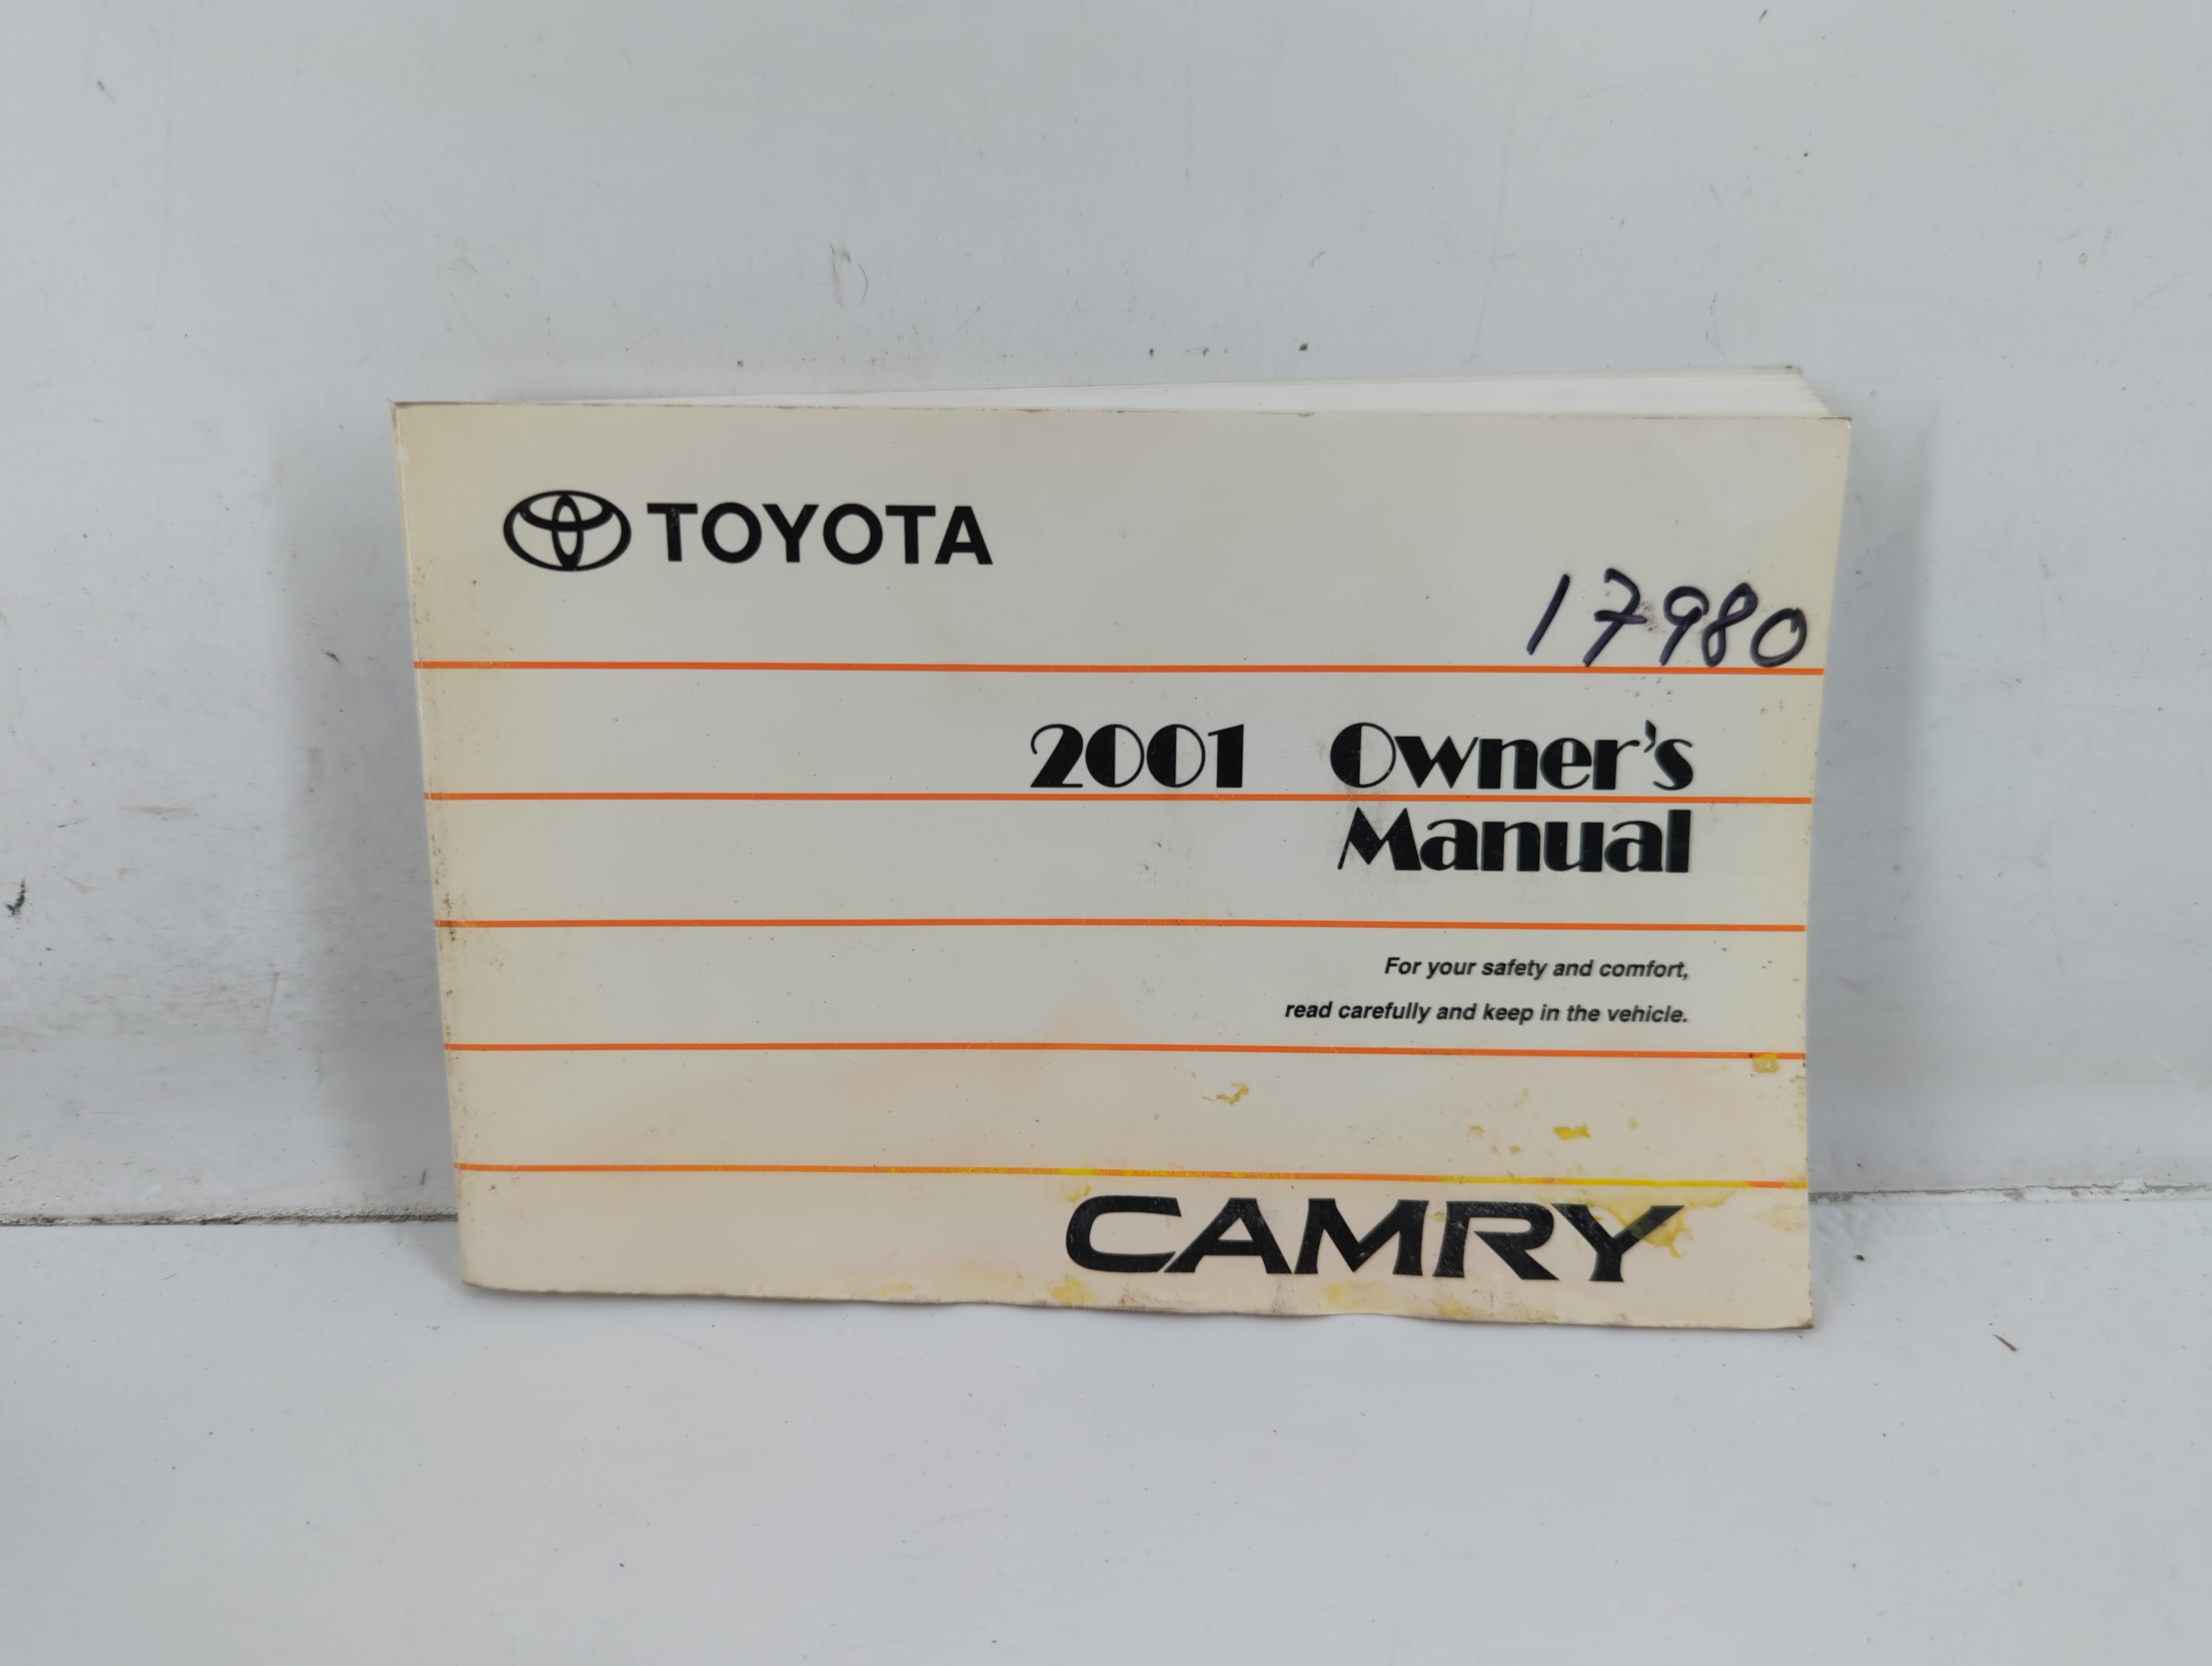 TOYOTA
17980
2001 Owner's
Manual
For your safety and comfort,
read carefully and keep in the vehicle.
CAMRY